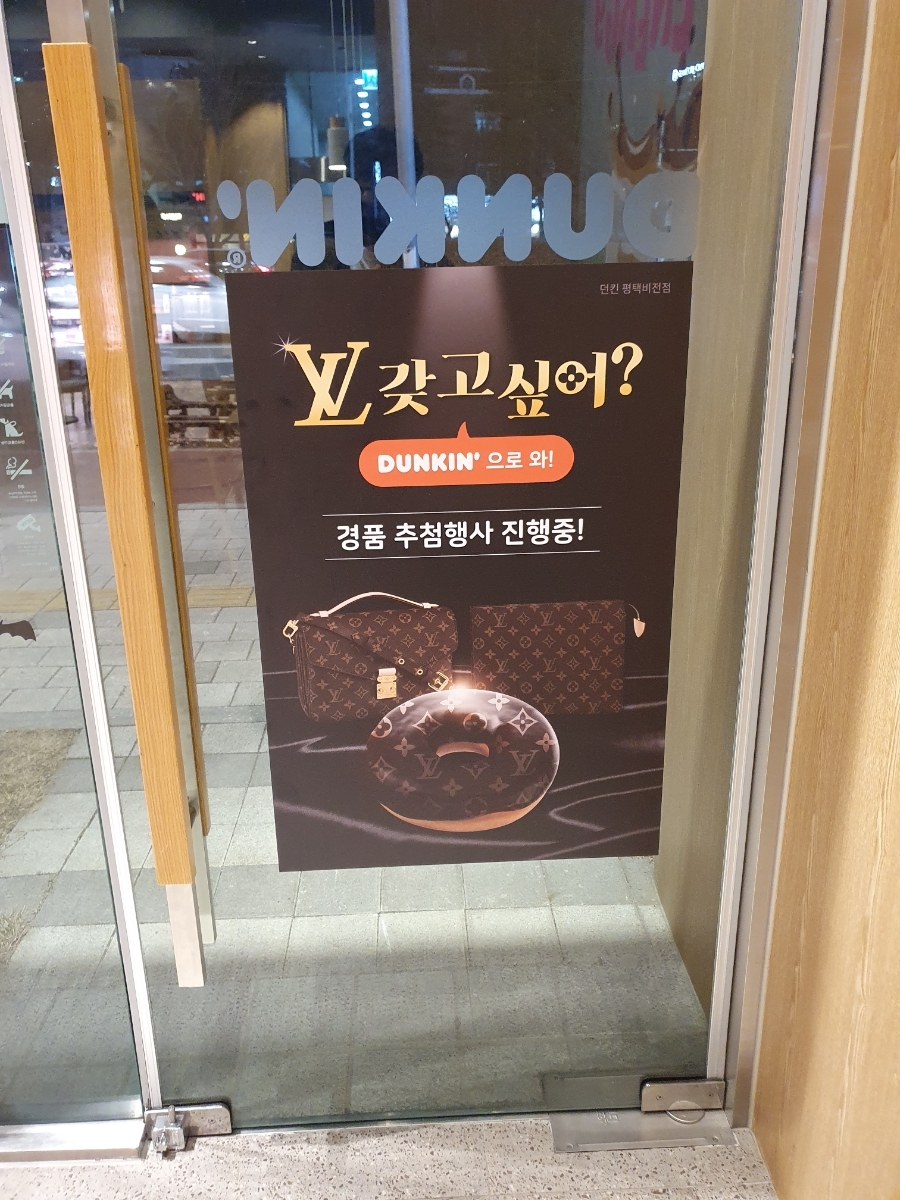 DUNKIN'
®
던킨 평택비전점
LV 갖고싶어?
DUNKIN' 으로 와!
경품 추첨행사 진행중!